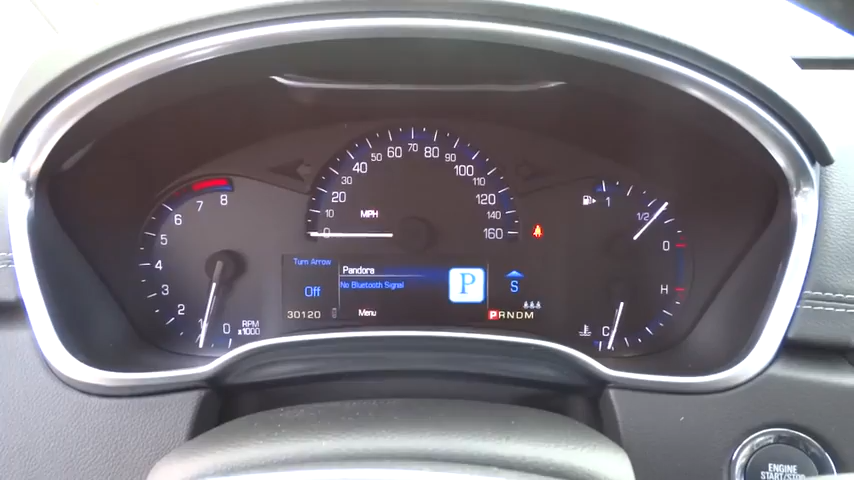 0 10 20 30 40 50 60 70 80 90 100 110 120 140 160
MPH
0 1 2 3 4 5 6 7 8
RPM
x1000
1 1/2 0
H
C
Turn Arrow
Off
Pandora
No Bluetooth Signal
P
Menu
S
30120
PRNDM
ENGINE
START/STOP